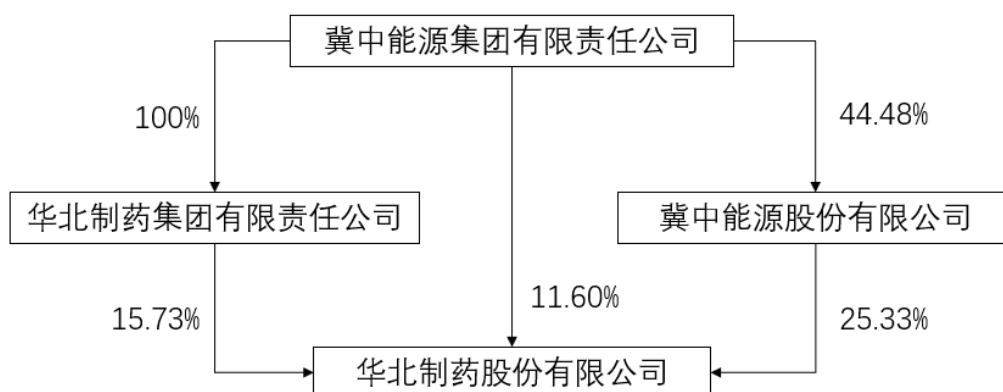 冀中能源集团有限责任公司
100%
44.48%
华北制药集团有限责任公司
冀中能源股份有限公司
15.73%
11.60%
25.33%
华北制药股份有限公司